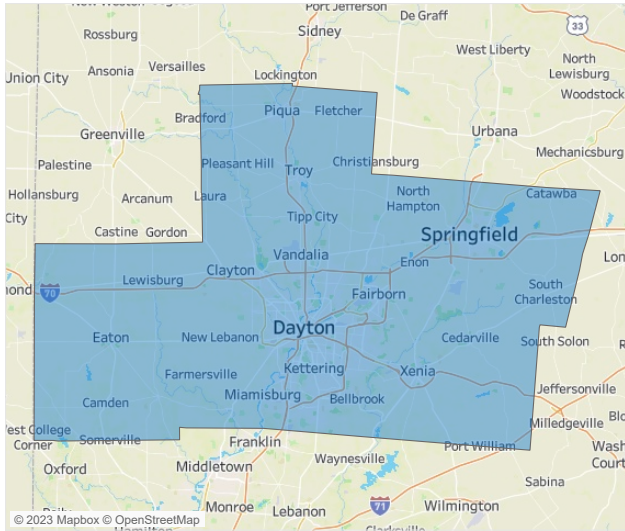 Port Jefferson
De Graff
33
Rossburg
Sidney
West Liberty
North
Lewisburg
Ansonia
Versailles
Lockington
Union City
Woodstock
Piqua
Fletcher
Bradford
Urbana
Greenville
Mechanicsburg
Palestine
Pleasant Hill
Troy
Christiansburg
Hollansburg
Arcanum
Laura
North
Hampton
Catawba
City
Tipp City
Castine
Gordon
Springfield
Vandalia
Clayton
Enon
Lewisburg
70
Fairborn
South
Charleston
Dayton
Eaton
New Lebanon
Cedarville
South Solon
Kettering
Farmersville
Xenia
Miamisburg
Bellbrook
Jeffersonville
Camden
Milledgeville
West College
Corner
Somerville
Franklin
Port William
Oxford
Middletown
Waynesville
Sabina
Monroe
Lebanon
71
Wilmington
© 2023 Mapbox © OpenStreetMap